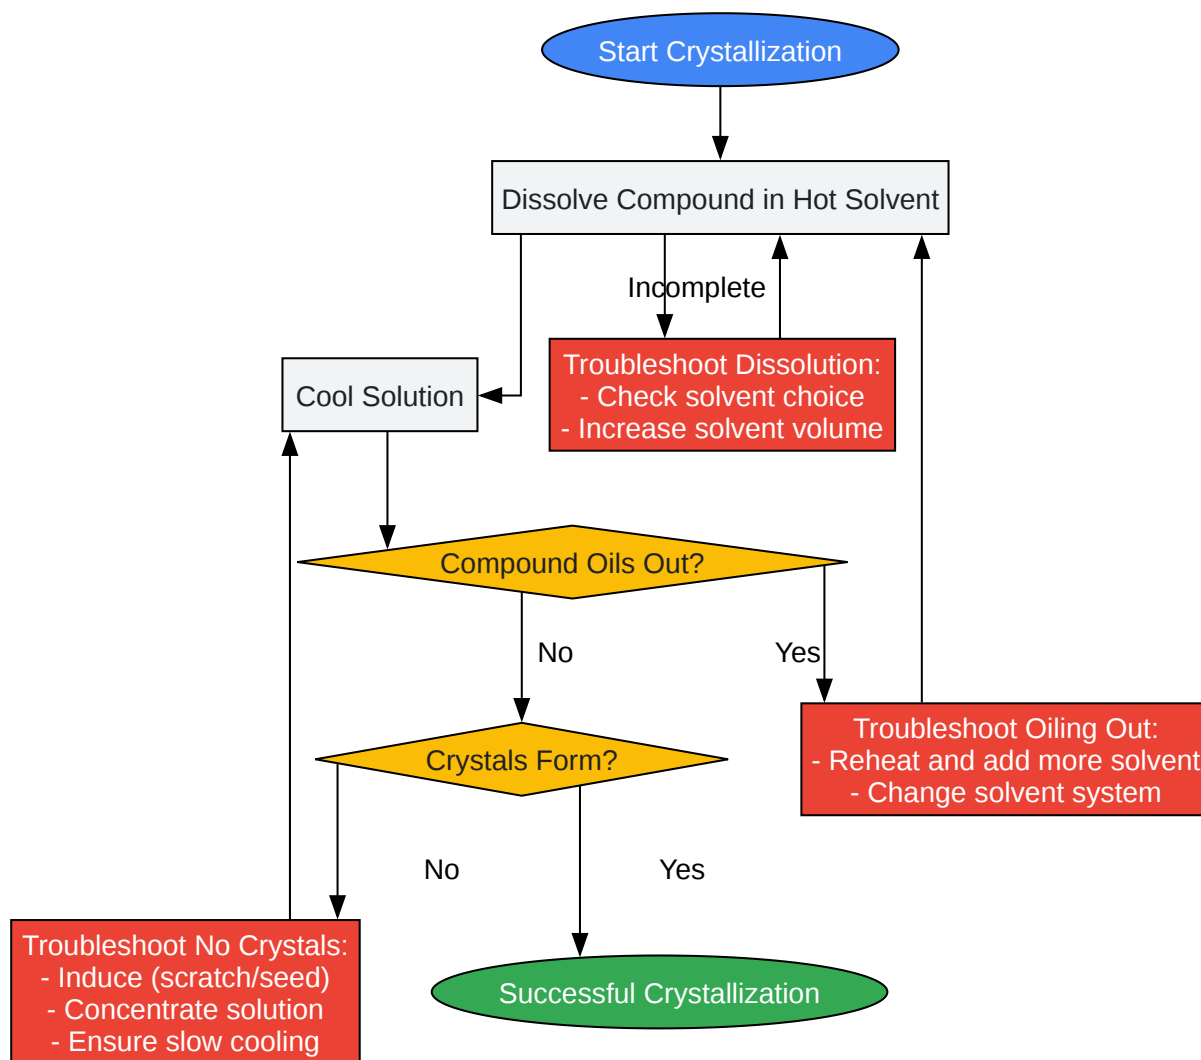 Start Crystallization
Dissolve Compound in Hot Solvent
Incomplete
Troubleshoot Dissolution:
- Check solvent choice
- Increase solvent volume
Cool Solution
Compound Oils Out?
No
Yes
Troubleshoot Oiling Out:
- Reheat and add more solvent
- Change solvent system
Crystals Form?
No
Yes
Troubleshoot No Crystals:
- Induce (scratch/seed)
- Concentrate solution
- Ensure slow cooling
Successful Crystallization